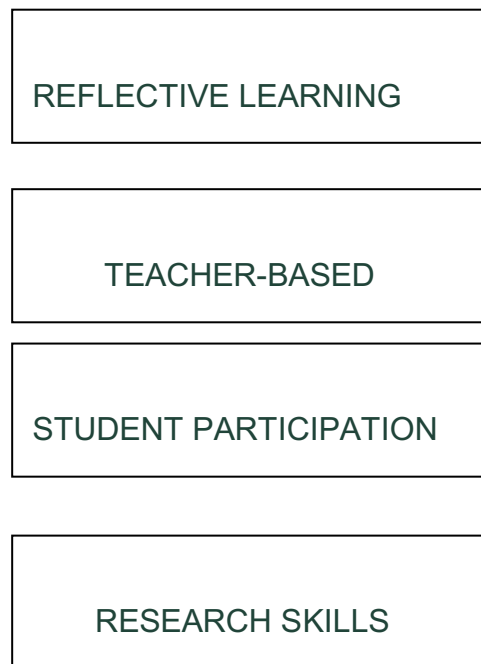 REFLECTIVE LEARNING
TEACHER-BASED
STUDENT PARTICIPATION
RESEARCH SKILLS